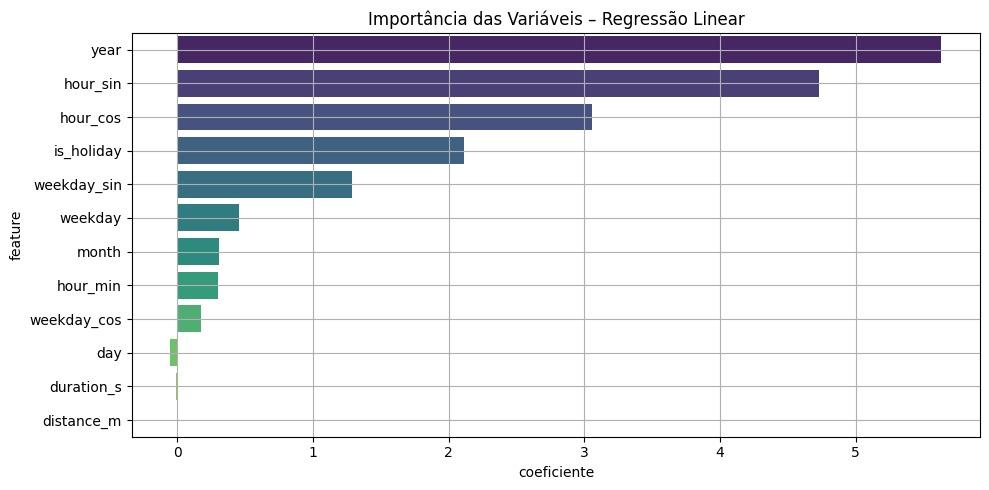 Importância das Variáveis – Regressão Linear
feature
year
hour_sin
hour_cos
is_holiday
weekday_sin
weekday
month
hour_min
weekday_cos
day
duration_s
distance_m
0 1 2 3 4 5
coeficiente